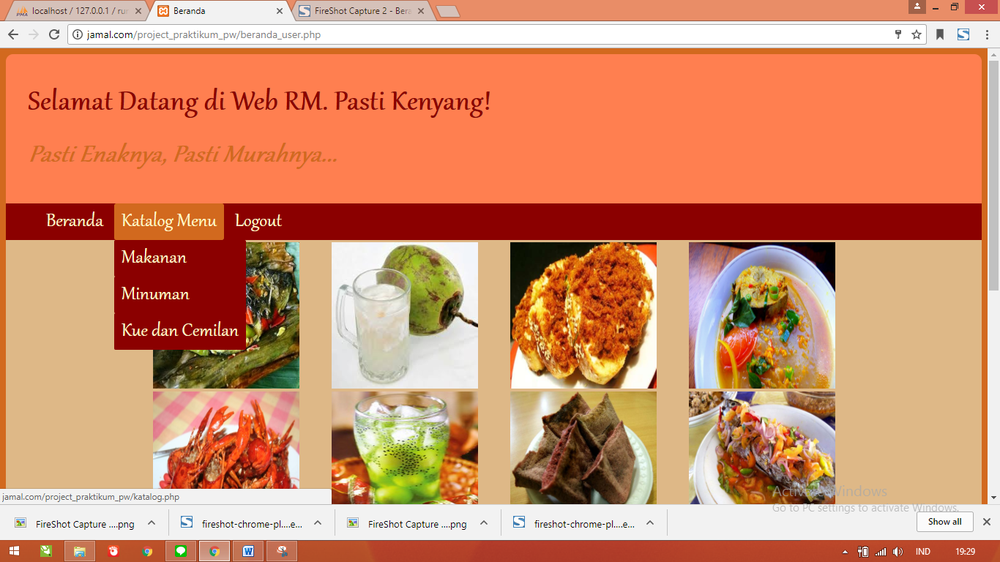 localhost / 127.0.0.1 / rur
Beranda
FireShot Capture 2 - Bera
jamal.com/project_praktikum_pw/beranda_user.php
Selamat Datang di Web RM. Pasti Kenyang!
Pasti Enaknya, Pasti Murahnya...
Beranda
Katalog Menu
Logout
Makanan
Minuman
Kue dan Cemilan
jamal.com/project_praktikum_pw/katalog.php
Activate Windows
Go to PC settings to activate Windows.
FireShot Capture ....png
fireshot-chrome-pl....e...
FireShot Capture ....png
fireshot-chrome-pl....e...
Show all
IND
19:29